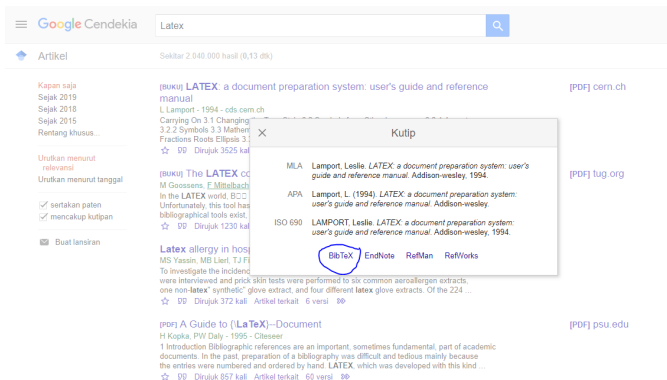 Google Cendekia
Latex
Artikel
Sekitar 2.040.000 hasil (0,13 dtk)
Kapan saja
Sejak 2019
Sejak 2018
Sejak 2015
Rentang khusus...
Urutkan menurut
relevansi
Urutkan menurut tanggal
sertakan paten
mencakup kutipan
Buat lansiran
[BUKU] LATEX: a document preparation system: user's guide and reference
manual
[PDF] cern.ch
L Lamport - 1994 - cds.cern.ch
Carrying On 3.1 Changing
3.2.2 Symbols 3.3 Mathem
Fractions Roots Ellipsis 3.
Dirujuk 3525 kal
[BUKU] The LATEX co
[PDF] tug.org
M Goossens, F Mittelbach
In the LATEX world, B
Unfortunately, this tool has
bibliographical tools exist,
Dirujuk 1230 kal
Kutip
MLA Lamport, Leslie. LATEX: a document preparation system: user's
guide and reference manual. Addison-wesley, 1994.
APA Lamport, L. (1994). LATEX: a document preparation system:
user's guide and reference manual. Addison-wesley.
ISO 690 LAMPORT, Leslie. LATEX: a document preparation system:
user's guide and reference manual. Addison-wesley, 1994.
BibTeX EndNote RefMan RefWorks
Latex allergy in hosp
MS Yassin, MB Lierl, TJ Fi
To investigate the incidenc
were interviewed and prick skin tests were performed to six common aeroallergen extracts,
one non-latex" synthetic" glove extract, and four different latex glove extracts. Of the 224 ...
Dirujuk 372 kali Artikel terkait 6 versi
[PDF] A Guide to {\LaTeX}--Document
[PDF] psu.edu
H Kopka, PW Daly - 1995 - Citeseer
1 Introduction Bibliographic references are an important, sometimes fundamental, part of academic
documents. In the past, preparation of a bibliography was difficult and tedious mainly because
the entries were numbered and ordered by hand. LATEX, which was developed with this kind ...
Dirujuk 857 kali Artikel terkait 60 versi